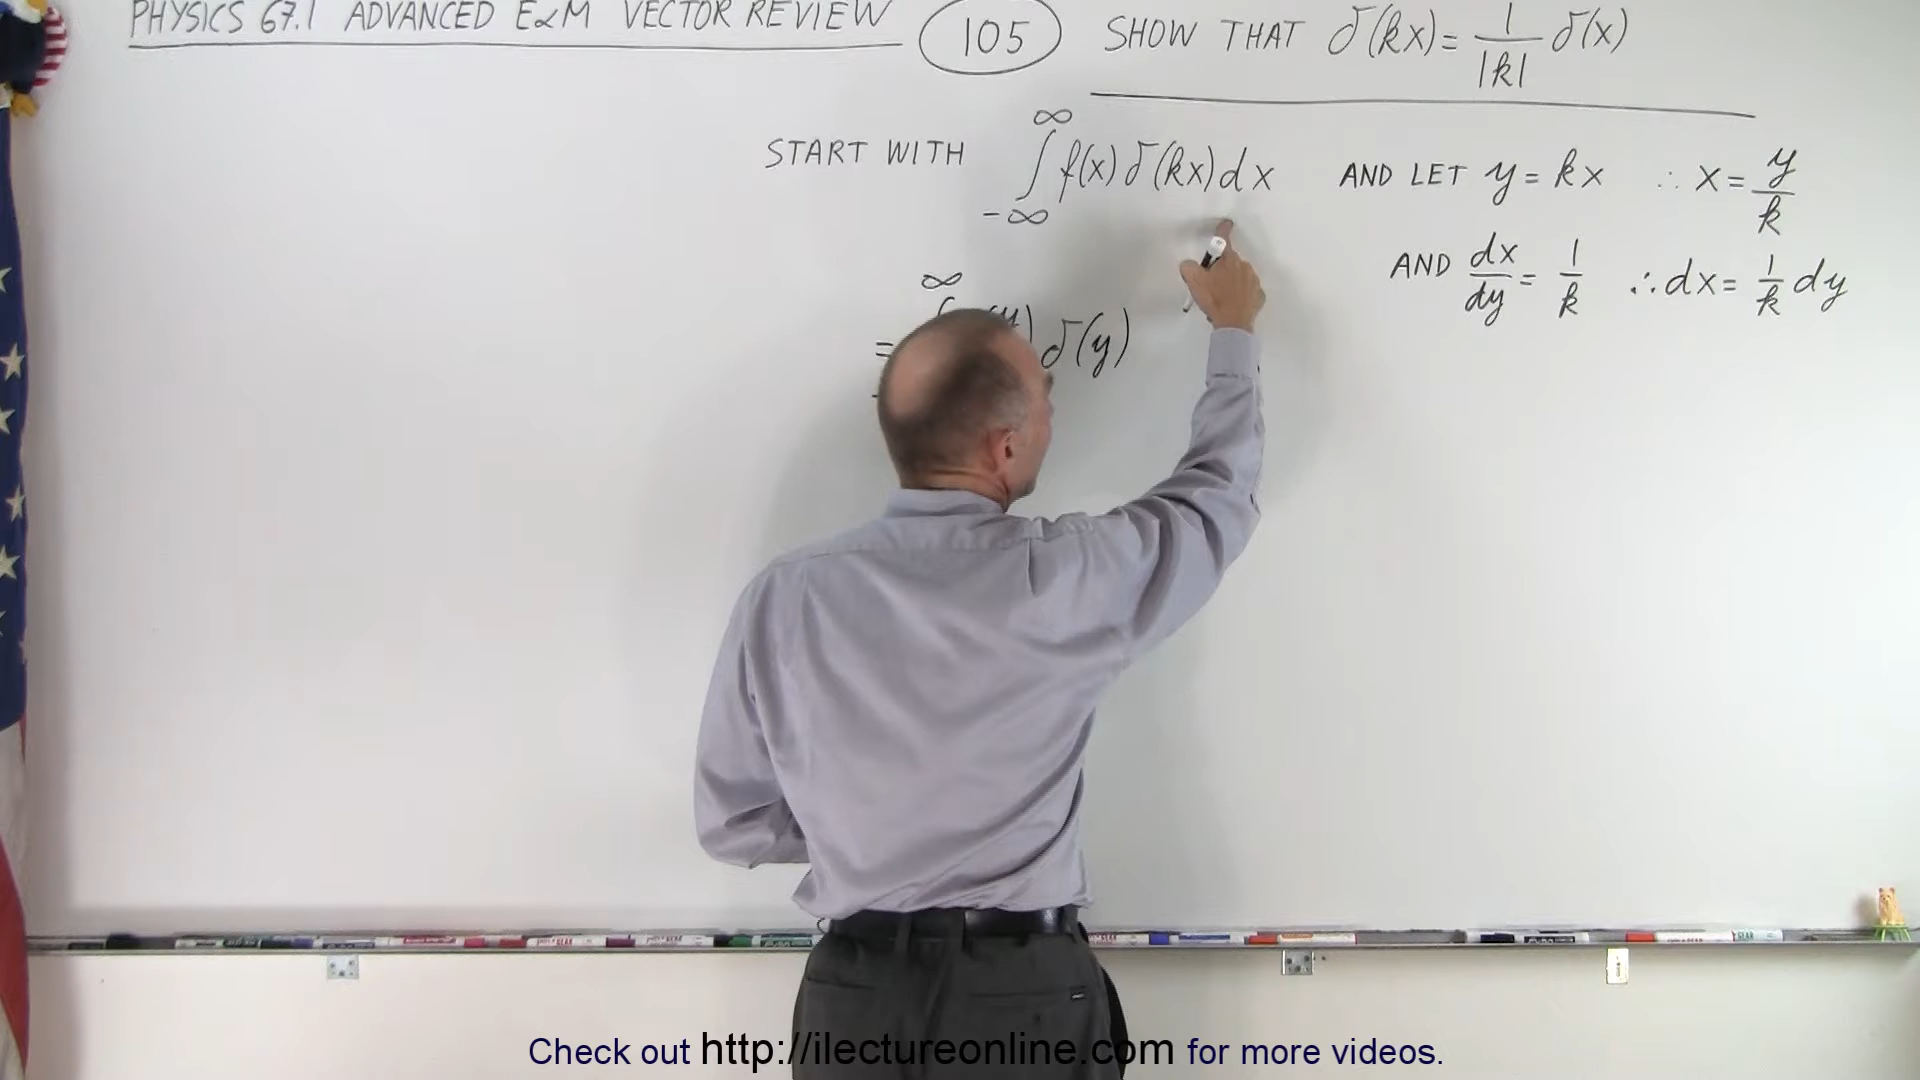 PHYSICS 67.1 ADVANCED E&M VECTOR REVIEW
105
SHOW THAT δ(kx) = 1/|k| δ(x)
START WITH ∫_{-∞}^{∞} f(x) δ(kx) dx AND LET y = kx ∴ x = y/k
AND dx/dy = 1/k ∴ dx = 1/k dy
= ∞ (y) δ(y)
Check out http://ilectureonline.com for more videos.